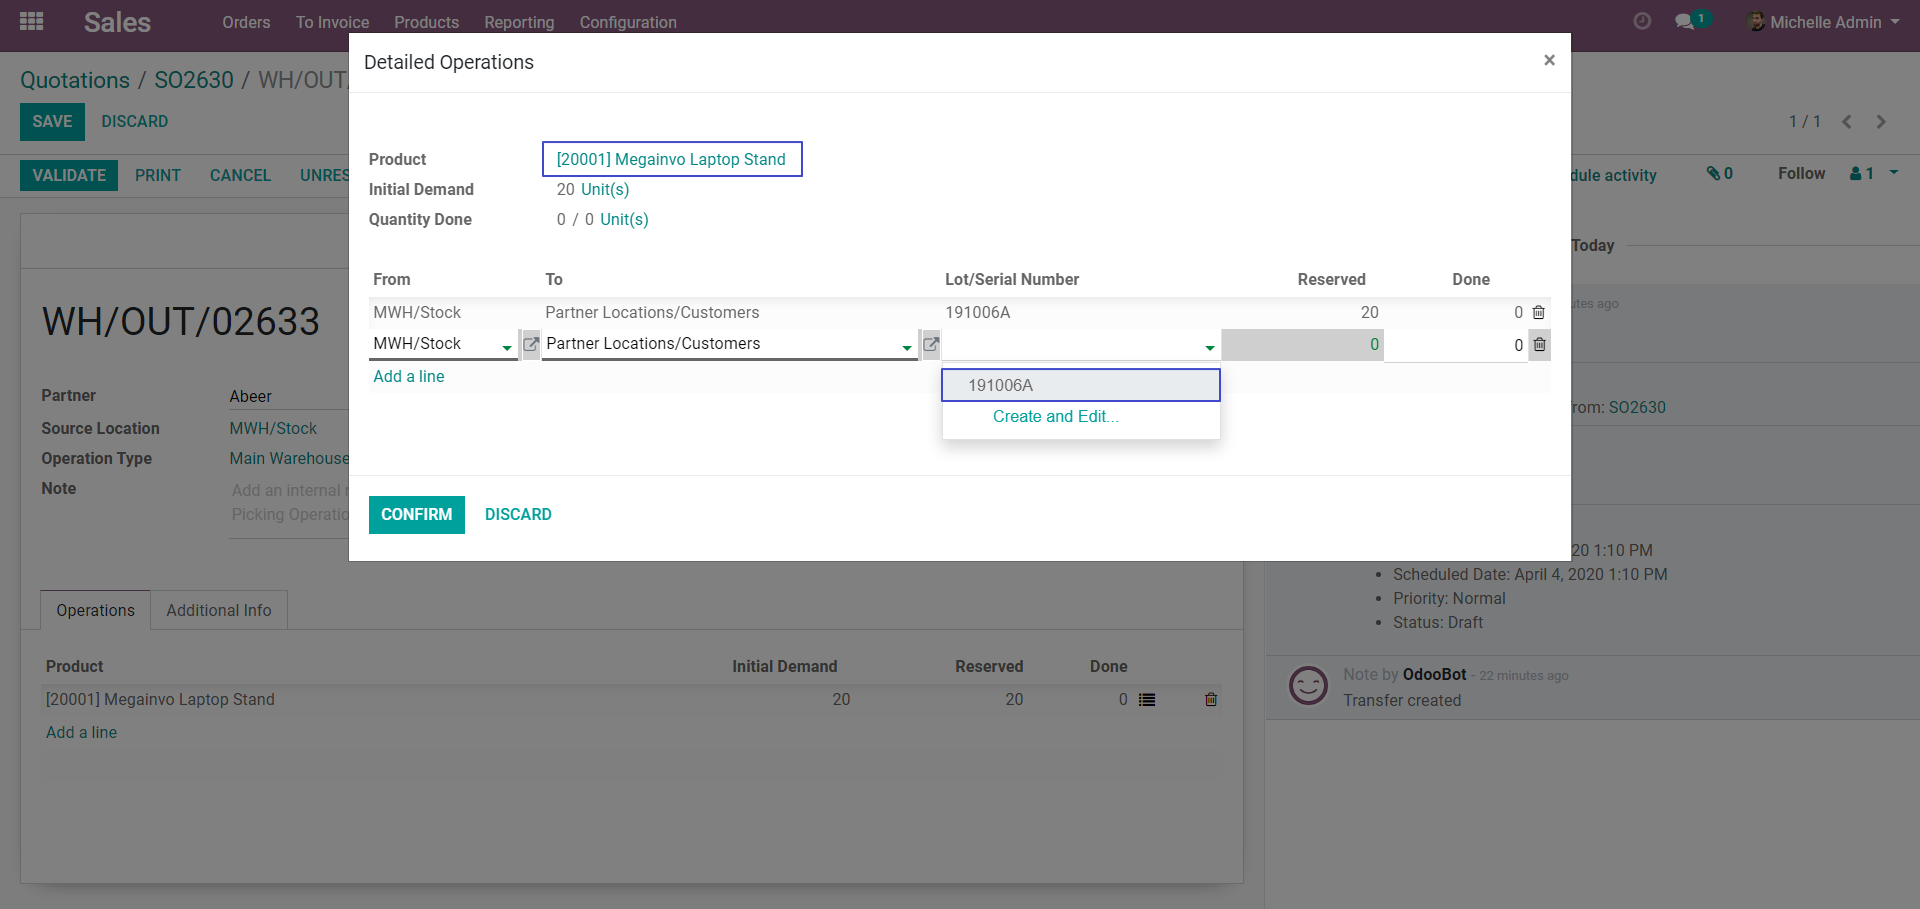 Sales Orders To Invoice Products Reporting Configuration 1 Michelle Admin
Quotations / SO2630 / WH/OUT/
SAVE DISCARD 1 / 1
VALIDATE PRINT CANCEL UNRES dule activity 0 Follow 1
Detailed Operations ×
Product [20001] Megainvo Laptop Stand
Initial Demand 20 Unit(s)
Quantity Done 0 / 0 Unit(s)
From To Lot/Serial Number Reserved Done
MWH/Stock Partner Locations/Customers 191006A 20 0
MWH/Stock Partner Locations/Customers 0 0
Add a line
191006A
Create and Edit...
CONFIRM DISCARD
WH/OUT/02633
Partner Abeer
Source Location MWH/Stock
Operation Type Main Warehouse
Note Add an internal
Picking Operatio
Operations Additional Info
Product Initial Demand Reserved Done
[20001] Megainvo Laptop Stand 20 20 0
Add a line
Today
utes ago
from: SO2630
20 1:10 PM
• Scheduled Date: April 4, 2020 1:10 PM
• Priority: Normal
• Status: Draft
Note by OdooBot - 22 minutes ago
Transfer created